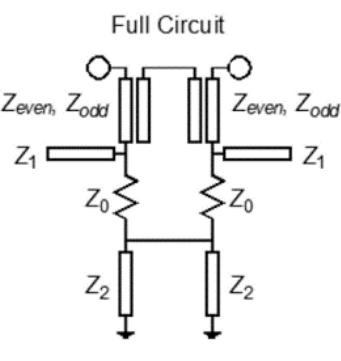 Full Circuit
Zeven, Zodd Zeven, Zodd
Z1 Z1
Z0 Z0
Z2 Z2